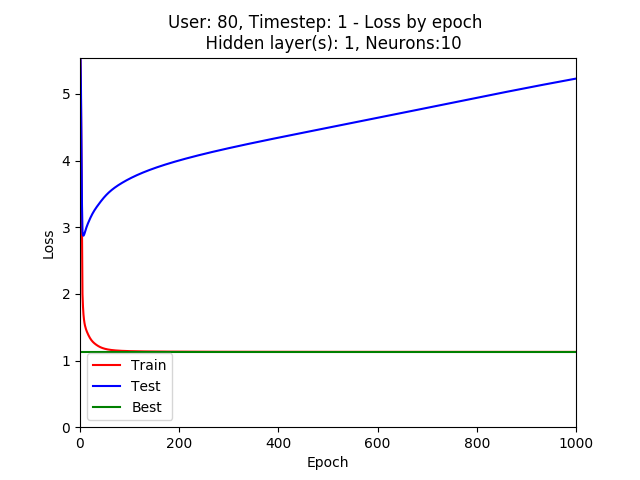 User: 80, Timestep: 1 - Loss by epoch
Hidden layer(s): 1, Neurons:10
5
4
3
2
1
0
Loss
Train
Test
Best
0 200 400 600 800 1000
Epoch